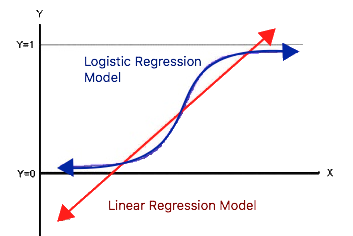 Y
Y=1
Logistic Regression
Model
Y=0
X
Linear Regression Model